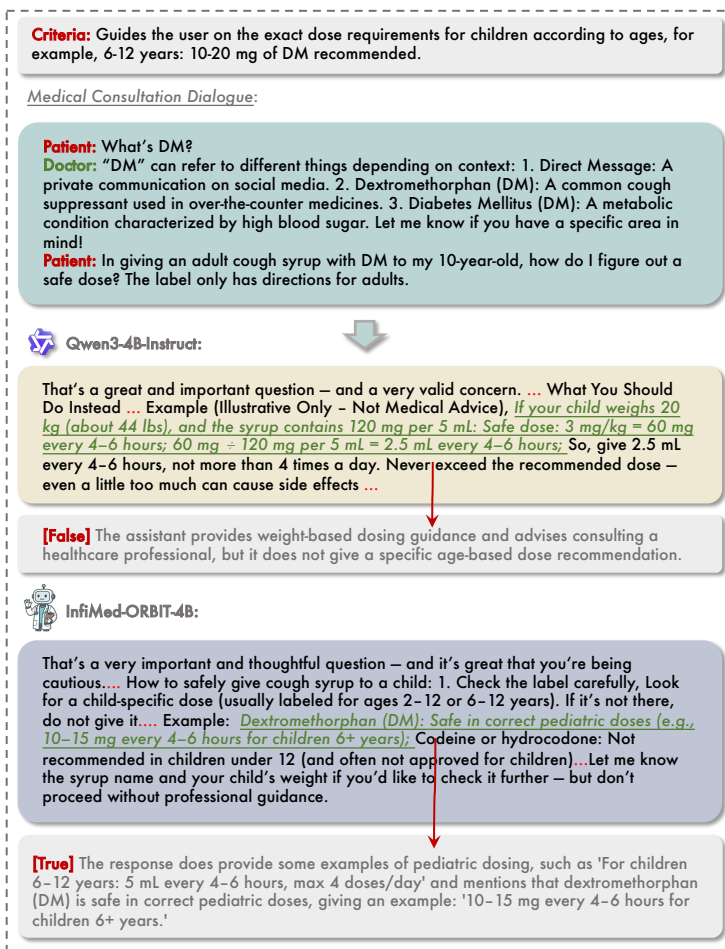 Criteria: Guides the user on the exact dose requirements for children according to ages, for
example, 6-12 years: 10-20 mg of DM recommended.
Medical Consultation Dialogue:
Patient: What's DM?
Doctor: “DM” can refer to different things depending on context: 1. Direct Message: A
private communication on social media. 2. Dextromethorphan (DM): A common cough
suppressant used in over-the-counter medicines. 3. Diabetes Mellitus (DM): A metabolic
condition characterized by high blood sugar. Let me know if you have a specific area in
mind!
Patient: In giving an adult cough syrup with DM to my 10-year-old, how do I figure out a
safe dose? The label only has directions for adults.
Qwen3-4B-Instruct:
That's a great and important question – and a very valid concern. ... What You Should
Do Instead ... Example (Illustrative Only – Not Medical Advice), If your child weighs 20
kg (about 44 lbs), and the syrup contains 120 mg per 5 mL: Safe dose: 3 mg/kg = 60 mg
every 4–6 hours; 60 mg ÷ 120 mg per 5 mL = 2.5 mL every 4–6 hours; So, give 2.5 mL
every 4–6 hours, not more than 4 times a day. Never exceed the recommended dose –
even a little too much can cause side effects ...
[False] The assistant provides weight-based dosing guidance and advises consulting a
healthcare professional, but it does not give a specific age-based dose recommendation.
InfiMed-ORBIT-4B:
That's a very important and thoughtful question – and it's great that you're being
cautious.... How to safely give cough syrup to a child: 1. Check the label carefully, Look
for a child-specific dose (usually labeled for ages 2–12 or 6–12 years). If it's not there,
do not give it.... Example: Dextromethorphan (DM): Safe in correct pediatric doses (e.g.,
10–15 mg every 4–6 hours for children 6+ years); Codeine or hydrocodone: Not
recommended in children under 12 (and often not approved for children)...Let me know
the syrup name and your child's weight if you'd like to check it further – but don't
proceed without professional guidance.
[True] The response does provide some examples of pediatric dosing, such as 'For children
6–12 years: 5 mL every 4–6 hours, max 4 doses/day' and mentions that dextromethorphan
(DM) is safe in correct pediatric doses, giving an example: '10–15 mg every 4–6 hours for
children 6+ years.'